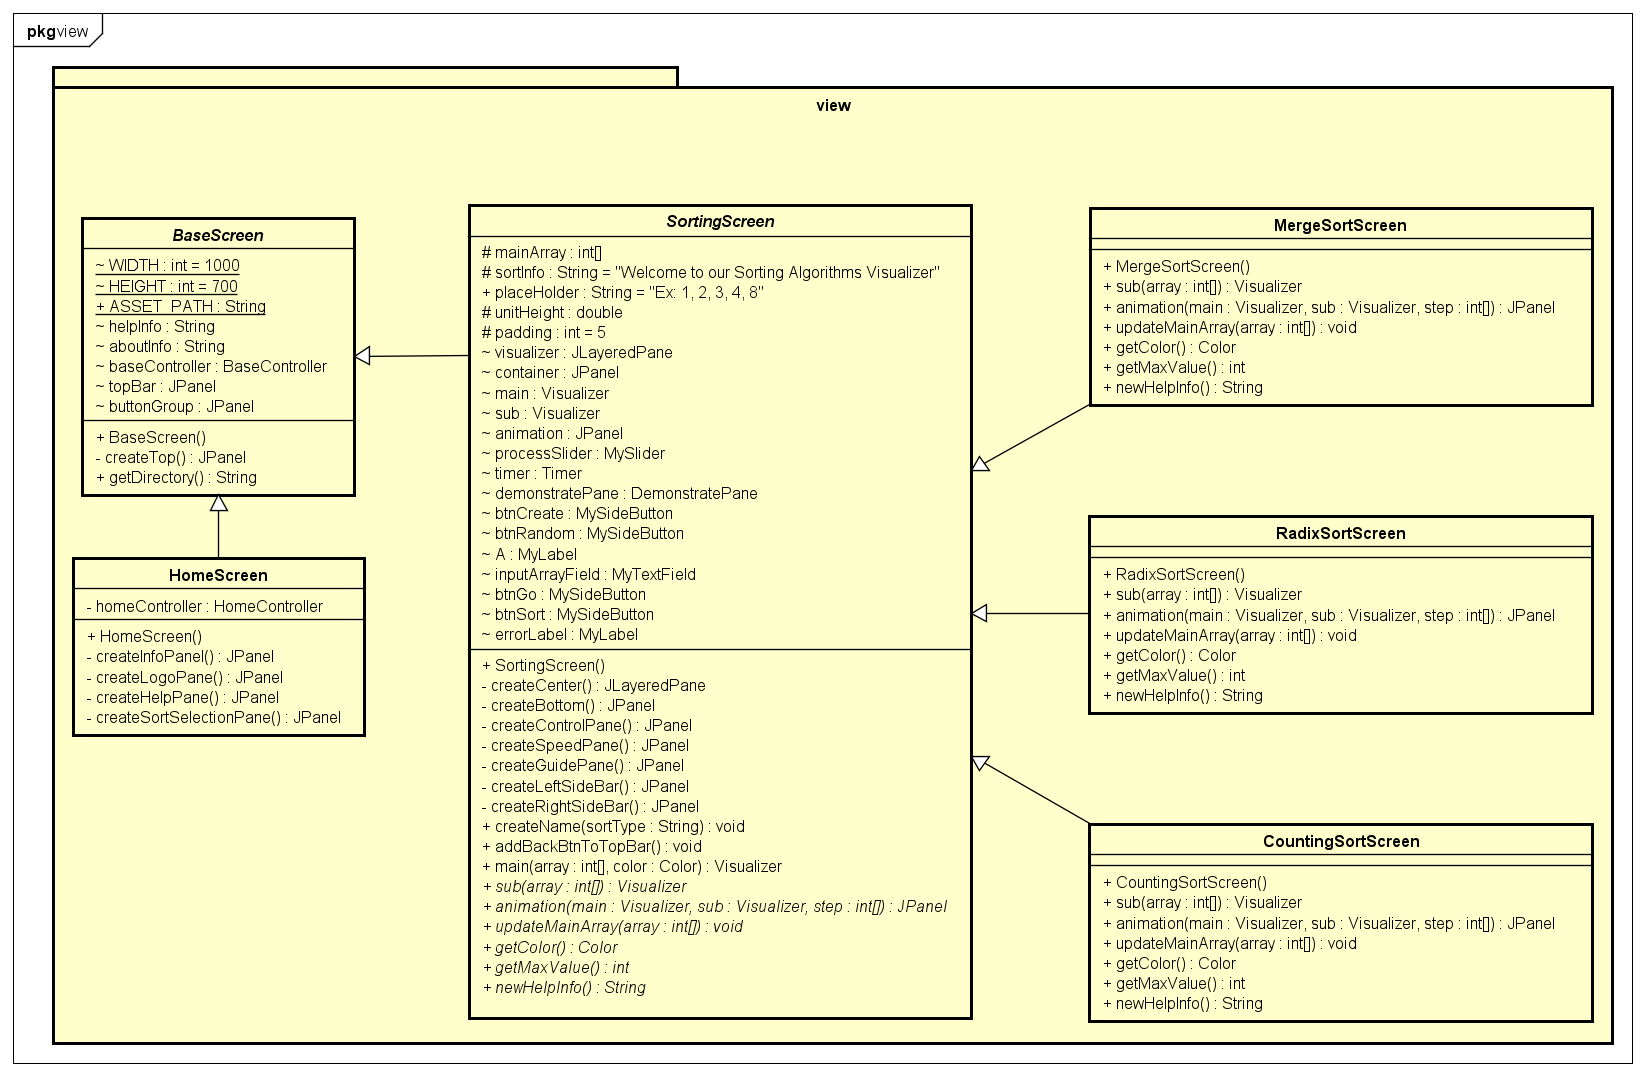 pkg view
view
BaseScreen
~ WIDTH : int = 1000
~ HEIGHT : int = 700
+ ASSET_PATH : String
~ helpInfo : String
~ aboutInfo : String
~ baseController : BaseController
~ topBar : JPanel
~ buttonGroup : JPanel
+ BaseScreen()
- createTop() : JPanel
+ getDirectory() : String
HomeScreen
- homeController : HomeController
+ HomeScreen()
- createInfoPanel() : JPanel
- createLogoPane() : JPanel
- createHelpPane() : JPanel
- createSortSelectionPane() : JPanel
SortingScreen
# mainArray : int[]
# sortInfo : String = "Welcome to our Sorting Algorithms Visualizer"
+ placeHolder : String = "Ex: 1, 2, 3, 4, 8"
# unitHeight : double
# padding : int = 5
~ visualizer : JLayeredPane
~ container : JPanel
~ main : Visualizer
~ sub : Visualizer
~ animation : JPanel
~ processSlider : MySlider
~ timer : Timer
~ demonstratePane : DemonstratePane
~ btnCreate : MySideButton
~ btnRandom : MySideButton
~ A : MyLabel
~ inputArrayField : MyTextField
~ btnGo : MySideButton
~ btnSort : MySideButton
~ errorLabel : MyLabel
+ SortingScreen()
- createCenter() : JLayeredPane
- createBottom() : JPanel
- createControlPane() : JPanel
- createSpeedPane() : JPanel
- createGuidePane() : JPanel
- createLeftSideBar() : JPanel
- createRightSideBar() : JPanel
+ createName(sortType : String) : void
+ addBackBtnToTopBar() : void
+ main(array : int[], color : Color) : Visualizer
+ sub(array : int[]) : Visualizer
+ animation(main : Visualizer, sub : Visualizer, step : int[]) : JPanel
+ updateMainArray(array : int[]) : void
+ getColor() : Color
+ getMaxValue() : int
+ newHelpInfo() : String
MergeSortScreen
+ MergeSortScreen()
+ sub(array : int[]) : Visualizer
+ animation(main : Visualizer, sub : Visualizer, step : int[]) : JPanel
+ updateMainArray(array : int[]) : void
+ getColor() : Color
+ getMaxValue() : int
+ newHelpInfo() : String
RadixSortScreen
+ RadixSortScreen()
+ sub(array : int[]) : Visualizer
+ animation(main : Visualizer, sub : Visualizer, step : int[]) : JPanel
+ updateMainArray(array : int[]) : void
+ getColor() : Color
+ getMaxValue() : int
+ newHelpInfo() : String
CountingSortScreen
+ CountingSortScreen()
+ sub(array : int[]) : Visualizer
+ animation(main : Visualizer, sub : Visualizer, step : int[]) : JPanel
+ updateMainArray(array : int[]) : void
+ getColor() : Color
+ getMaxValue() : int
+ newHelpInfo() : String